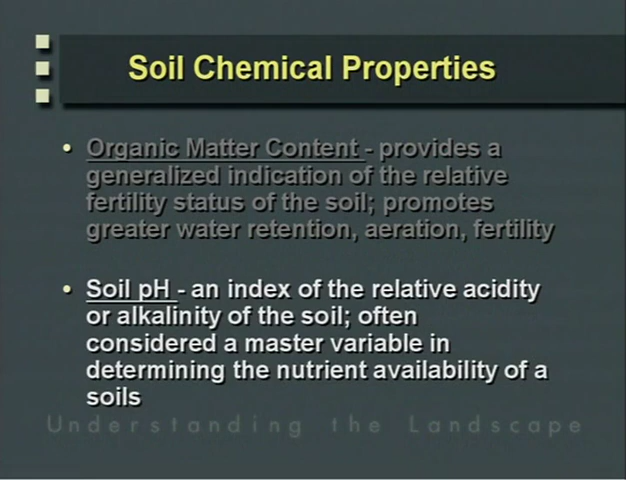 Soil Chemical Properties
• Organic Matter Content - provides a
generalized indication of the relative
fertility status of the soil; promotes
greater water retention, aeration, fertility
• Soil pH - an index of the relative acidity
or alkalinity of the soil; often
considered a master variable in
determining the nutrient availability of a
soils
Understanding the Landscape